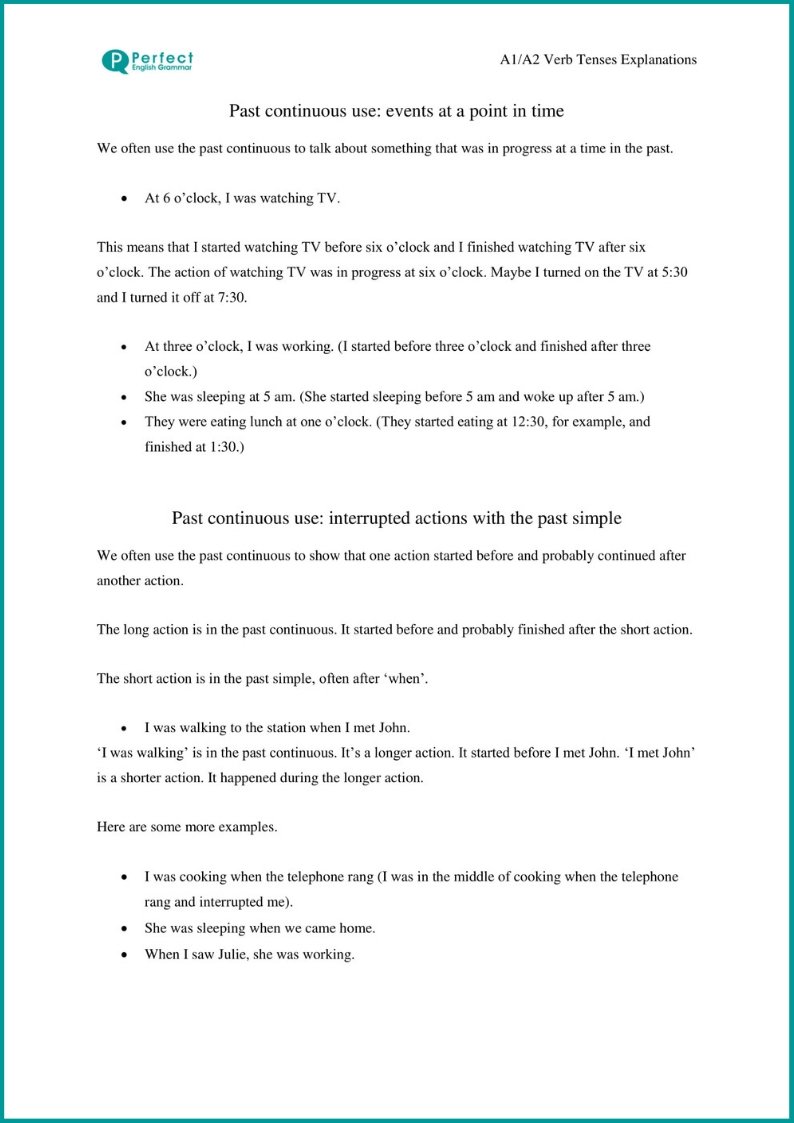 Perfect
English Grammar
A1/A2 Verb Tenses Explanations
Past continuous use: events at a point in time
We often use the past continuous to talk about something that was in progress at a time in the past.
• At 6 o’clock, I was watching TV.
This means that I started watching TV before six o’clock and I finished watching TV after six
o’clock. The action of watching TV was in progress at six o’clock. Maybe I turned on the TV at 5:30
and I turned it off at 7:30.
• At three o’clock, I was working. (I started before three o’clock and finished after three
o’clock.)
• She was sleeping at 5 am. (She started sleeping before 5 am and woke up after 5 am.)
• They were eating lunch at one o’clock. (They started eating at 12:30, for example, and
finished at 1:30.)
Past continuous use: interrupted actions with the past simple
We often use the past continuous to show that one action started before and probably continued after
another action.
The long action is in the past continuous. It started before and probably finished after the short action.
The short action is in the past simple, often after ‘when’.
• I was walking to the station when I met John.
‘I was walking’ is in the past continuous. It’s a longer action. It started before I met John. ‘I met John’
is a shorter action. It happened during the longer action.
Here are some more examples.
• I was cooking when the telephone rang (I was in the middle of cooking when the telephone
rang and interrupted me).
• She was sleeping when we came home.
• When I saw Julie, she was working.